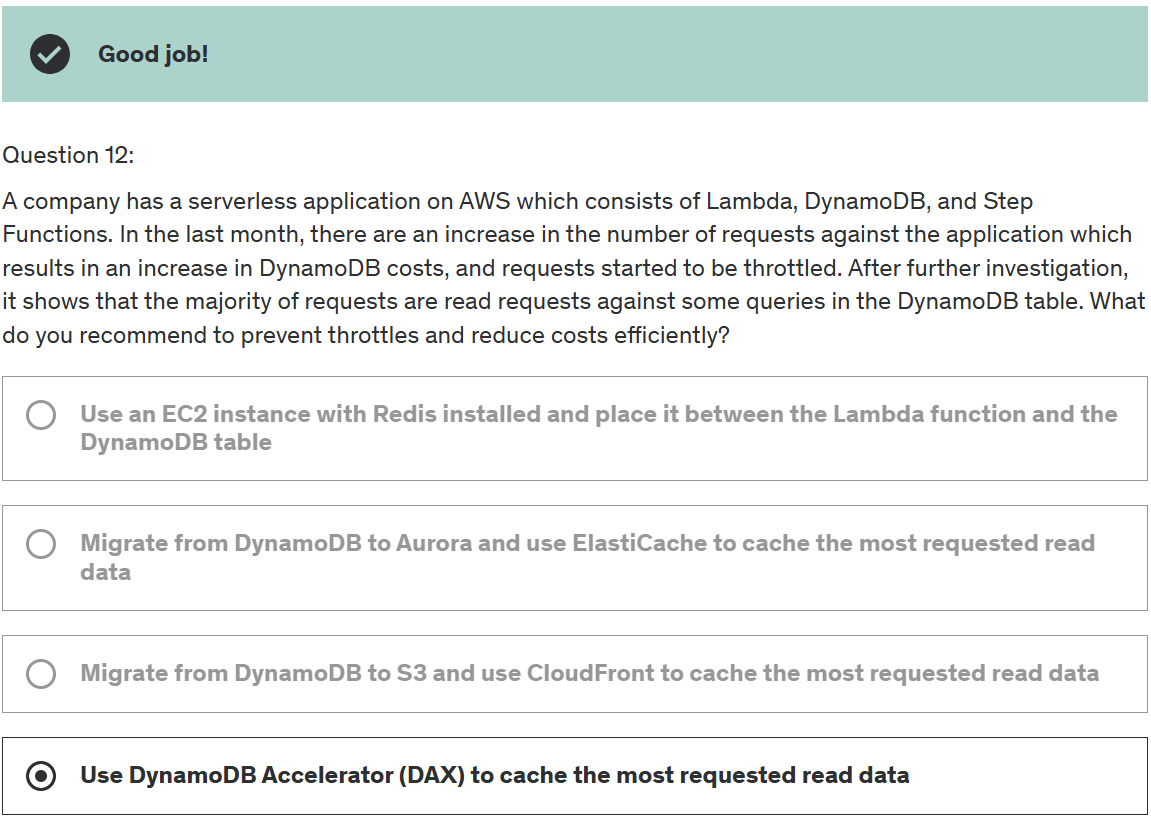 Good job!
Question 12:
A company has a serverless application on AWS which consists of Lambda, DynamoDB, and Step
Functions. In the last month, there are an increase in the number of requests against the application which
results in an increase in DynamoDB costs, and requests started to be throttled. After further investigation,
it shows that the majority of requests are read requests against some queries in the DynamoDB table. What
do you recommend to prevent throttles and reduce costs efficiently?
Use an EC2 instance with Redis installed and place it between the Lambda function and the
DynamoDB table
Migrate from DynamoDB to Aurora and use ElastiCache to cache the most requested read
data
Migrate from DynamoDB to S3 and use CloudFront to cache the most requested read data
Use DynamoDB Accelerator (DAX) to cache the most requested read data